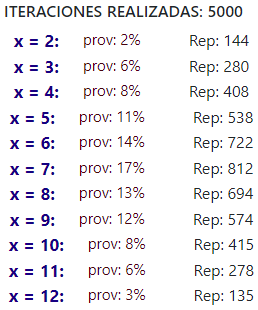 ITERACIONES REALIZADAS: 5000
x = 2: prov: 2% Rep: 144
x = 3: prov: 6% Rep: 280
x = 4: prov: 8% Rep: 408
x = 5: prov: 11% Rep: 538
x = 6: prov: 14% Rep: 722
x = 7: prov: 17% Rep: 812
x = 8: prov: 13% Rep: 694
x = 9: prov: 12% Rep: 574
x = 10: prov: 8% Rep: 415
x = 11: prov: 6% Rep: 278
x = 12: prov: 3% Rep: 135